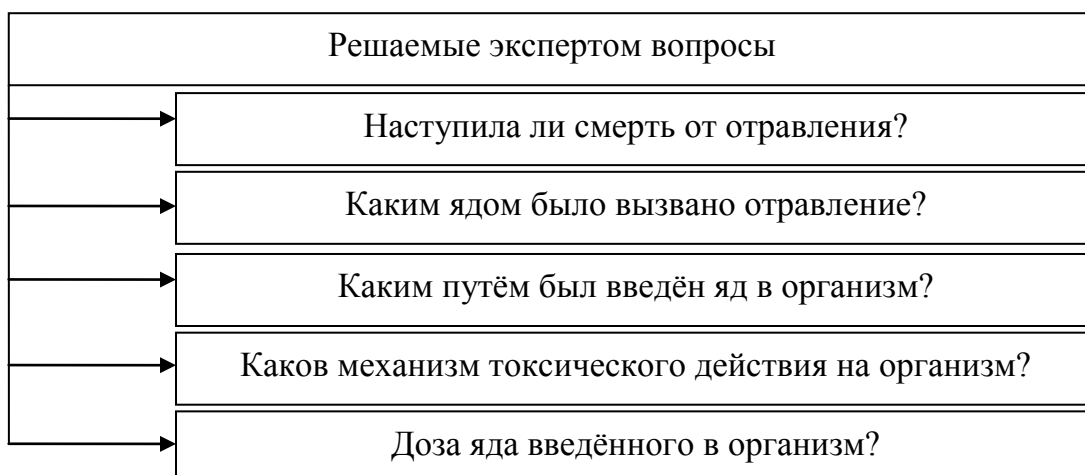 Решаемые экспертом вопросы
Наступила ли смерть от отравления?
Каким ядом было вызвано отравление?
Каким путём был введён яд в организм?
Каков механизм токсического действия на организм?
Доза яда введённого в организм?